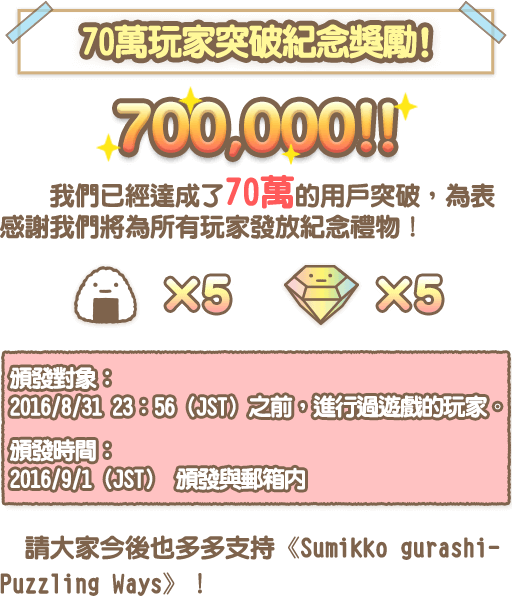 70萬玩家突破紀念獎勵!
700,000!!
我們已經達成了70萬的用戶突破，為表
感謝我們將為所有玩家發放紀念禮物！
×5 ×5
頒發對象：
2016/8/31 23：56（JST）之前，進行過遊戲的玩家。
頒發時間：
2016/9/1（JST） 頒發與郵箱內
請大家今後也多多支持《Sumikko gurashi-
Puzzling Ways》！